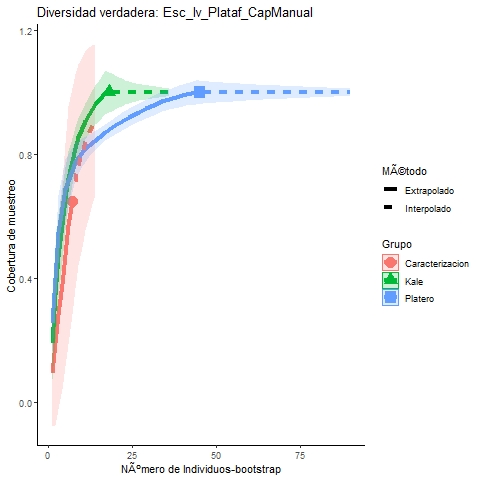 Diversidad verdadera: Esc_Iv_Plataf_CapManual
1.2
0.8
0.4
0.0
Cobertura de muestreo
0
25
50
75
NÃºmero de Individuos-bootstrap
MÃ©todo
Extrapolado
Interpolado
Grupo
Caracterizacion
Kale
Platero